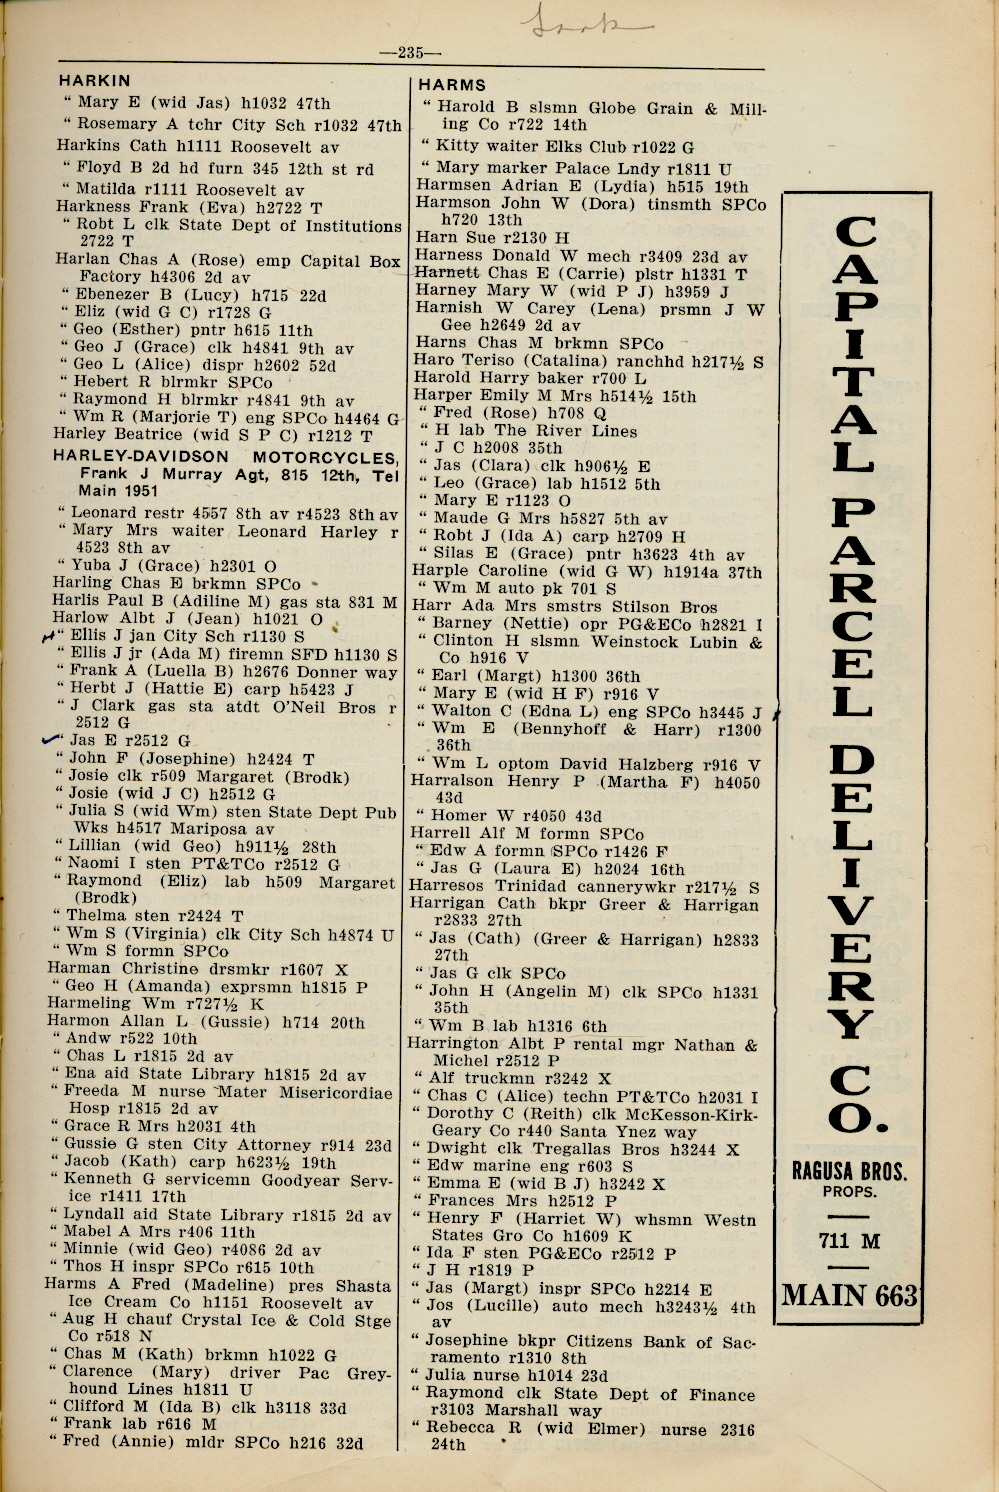 Look
—235—
HARKIN
“ Mary E (wid Jas) h1032 47th
“ Rosemary A tchr City Sch r1032 47th
Harkins Cath h1111 Roosevelt av
“ Floyd B 2d hd furn 345 12th st rd
“ Matilda r1111 Roosevelt av
Harkness Frank (Eva) h2722 T
“ Robt L clk State Dept of Institutions
2722 T
Harlan Chas A (Rose) emp Capital Box
Factory h4306 2d av
“ Ebenezer B (Lucy) h715 22d
“ Eliz (wid G C) r1728 G
“ Geo (Esther) pntr h615 11th
“ Geo J (Grace) clk h4841 9th av
“ Geo L (Alice) dispr h2602 52d
“ Hebert R blrmkr SPCo
“ Raymond H blrmkr r4841 9th av
“ Wm R (Marjorie T) eng SPCo h4464 G
Harley Beatrice (wid S P C) r1212 T
HARLEY-DAVIDSON MOTORCYCLES,
Frank J Murray Agt, 815 12th, Tel
Main 1951
“ Leonard restr 4557 8th av r4523 8th av
“ Mary Mrs waiter Leonard Harley r
4523 8th av
“ Yuba J (Grace) h2301 O
Harling Chas E brkmn SPCo
Harlis Paul B (Adiline M) gas sta 831 M
Harlow Albt J (Jean) h1021 O
“ Ellis J jan City Sch r1130 S
“ Ellis J jr (Ada M) firemn SFD h1130 S
“ Frank A (Luella B) h2676 Donner way
“ Herbt J (Hattie E) carp h5423 J
“ J Clark gas sta atdt O'Neil Bros r
2512 G
“ Jas E r2512 G
“ John F (Josephine) h2424 T
“ Josie clk r509 Margaret (Brodk)
“ Josie (wid J C) h2512 G
“ Julia S (wid Wm) sten State Dept Pub
Wks h4517 Mariposa av
“ Lillian (wid Geo) h911½ 28th
“ Naomi I sten PT&TCo r2512 G
“ Raymond (Eliz) lab h509 Margaret
(Brodk)
“ Thelma sten r2424 T
“ Wm S (Virginia) clk City Sch h4874 U
“ Wm S formn SPCo
Harman Christine drsmkr r1607 X
“ Geo H (Amanda) exprsmn h1815 P
Harmeling Wm r727½ K
Harmon Allan L (Gussie) h714 20th
“ Andw r522 10th
“ Chas L r1815 2d av
“ Ena aid State Library h1815 2d av
“ Freeda M nurse Mater Misericordiae
Hosp r1815 2d av
“ Grace R Mrs h2031 4th
“ Gussie G sten City Attorney r914 23d
“ Jacob (Kath) carp h623½ 19th
“ Kenneth G servicemn Goodyear Serv-
ice r1411 17th
“ Lyndall aid State Library r1815 2d av
“ Mabel A Mrs r406 11th
“ Minnie (wid Geo) r4086 2d av
“ Thos H inspr SPCo r615 10th
Harms A Fred (Madeline) pres Shasta
Ice Cream Co h1151 Roosevelt av
“ Aug H chauf Crystal Ice & Cold Stge
Co r518 N
“ Chas M (Kath) brkmn h1022 G
“ Clarence (Mary) driver Pac Grey-
hound Lines h1811 U
“ Clifford M (Ida B) clk h3118 33d
“ Frank lab r616 M
“ Fred (Annie) mldr SPCo h216 32d
HARMS
“ Harold B slsmn Globe Grain & Mill-
ing Co r722 14th
“ Kitty waiter Elks Club r1022 G
“ Mary marker Palace Lndy r1811 U
Harmsen Adrian E (Lydia) h515 19th
Harmson John W (Dora) tinsmth SPCo
h720 13th
Harn Sue r2130 H
Harness Donald W mech r3409 23d av
Harnett Chas E (Carrie) plstr h1331 T
Harney Mary W (wid P J) h3959 J
Harnish W Carey (Lena) prsmn J W
Gee h2649 2d av
Harns Chas M brkmn SPCo
Haro Teriso (Catalina) ranchhd h217½ S
Harold Harry baker r700 L
Harper Emily M Mrs h514½ 15th
“ Fred (Rose) h708 Q
“ H lab The River Lines
“ J C h2008 35th
“ Jas (Clara) clk h906½ E
“ Leo (Grace) lab h1512 5th
“ Mary E r1123 O
“ Maude G Mrs h5827 5th av
“ Robt J (Ida A) carp h2709 H
“ Silas E (Grace) pntr h3623 4th av
Harple Caroline (wid G W) h1914a 37th
“ Wm M auto pk 701 S
Harr Ada Mrs smstrs Stilson Bros
“ Barney (Nettie) opr PG&ECo h2821 I
“ Clinton H slsmn Weinstock Lubin &
Co h916 V
“ Earl (Margt) h1300 36th
“ Mary E (wid H F) r916 V
“ Walton C (Edna L) eng SPCo h3445 J
“ Wm E (Bennyhoff & Harr) r1300
36th
“ Wm L optom David Halzberg r916 V
Harralson Henry P (Martha F) h4050
43d
“ Homer W r4050 43d
Harrell Alf M formn SPCo
“ Edw A formn SPCo r1426 F
“ Jas G (Laura E) h2024 16th
Harresos Trinidad cannerywkr r217½ S
Harrigan Cath bkpr Greer & Harrigan
r2833 27th
“ Jas (Cath) (Greer & Harrigan) h2833
27th
“ Jas G clk SPCo
“ John H (Angelin M) clk SPCo h1331
35th
“ Wm B lab h1316 6th
Harrington Albt P rental mgr Nathan &
Michel r2512 P
“ Alf truckmn r3242 X
“ Chas C (Alice) techn PT&TCo h2031 I
“ Dorothy C (Reith) clk McKesson-Kirk-
Geary Co r440 Santa Ynez way
“ Dwight clk Tregallas Bros h3244 X
“ Edw marine eng r603 S
“ Emma E (wid B J) h3242 X
“ Frances Mrs h2512 P
“ Henry F (Harriet W) whsmn Westn
States Gro Co h1609 K
“ Ida F sten PG&ECo r2512 P
“ J H r1819 P
“ Jas (Margt) inspr SPCo h2214 E
“ Jos (Lucille) auto mech h3243½ 4th
av
“ Josephine bkpr Citizens Bank of Sac-
ramento r1310 8th
“ Julia nurse h1014 23d
“ Raymond clk State Dept of Finance
r3103 Marshall way
“ Rebecca R (wid Elmer) nurse 2316
24th
CAPITAL PARCEL DELIVERY CO.
RAGUSA BROS.
PROPS.
711 M
MAIN 663